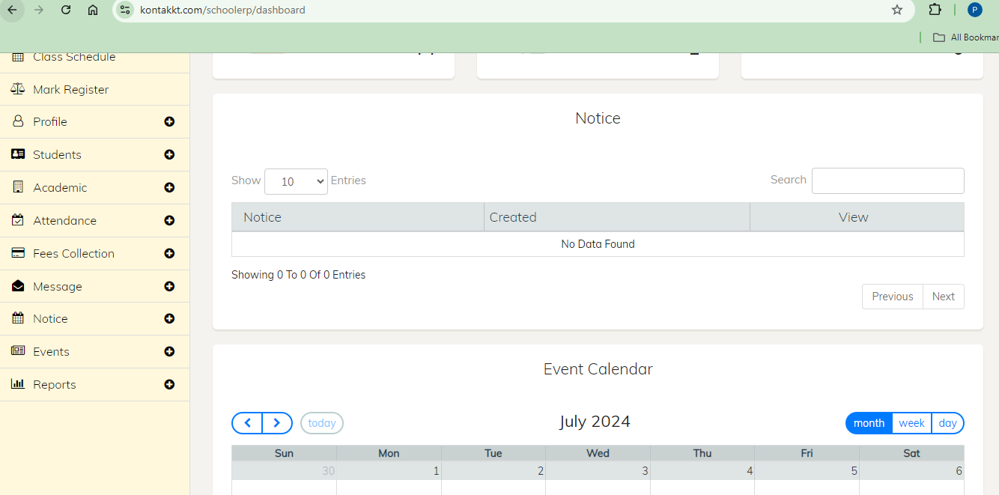 kontakkt.com/schoolerp/dashboard
P
All Bookmar
Class Schedule
Mark Register
Profile
Students
Academic
Attendance
Fees Collection
Message
Notice
Events
Reports
Notice
Show 10 Entries
Search
Notice Created View
No Data Found
Showing 0 To 0 Of 0 Entries
Previous Next
Event Calendar
today
July 2024
month week day
Sun Mon Tue Wed Thu Fri Sat
30 1 2 3 4 5 6